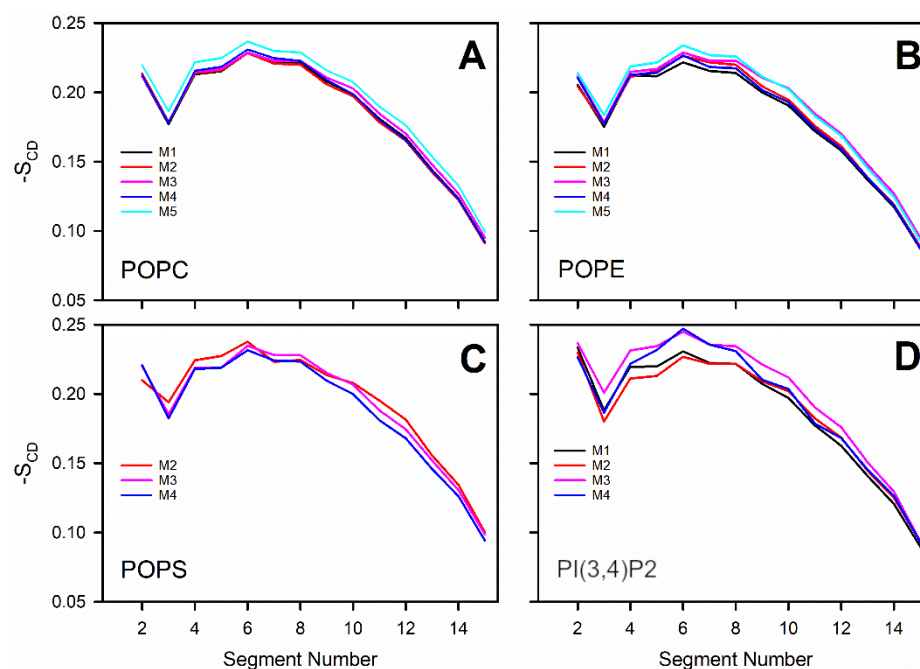 0.25
0.20
0.15
0.10
0.05
-S_CD
A
M1
M2
M3
M4
M5
POPC
B
M1
M2
M3
M4
M5
POPE
0.25
0.20
0.15
0.10
0.05
-S_CD
C
M2
M3
M4
POPS
D
M1
M2
M3
M4
PI(3,4)P2
2 4 6 8 10 12 14
2 4 6 8 10 12 14
Segment Number
Segment Number